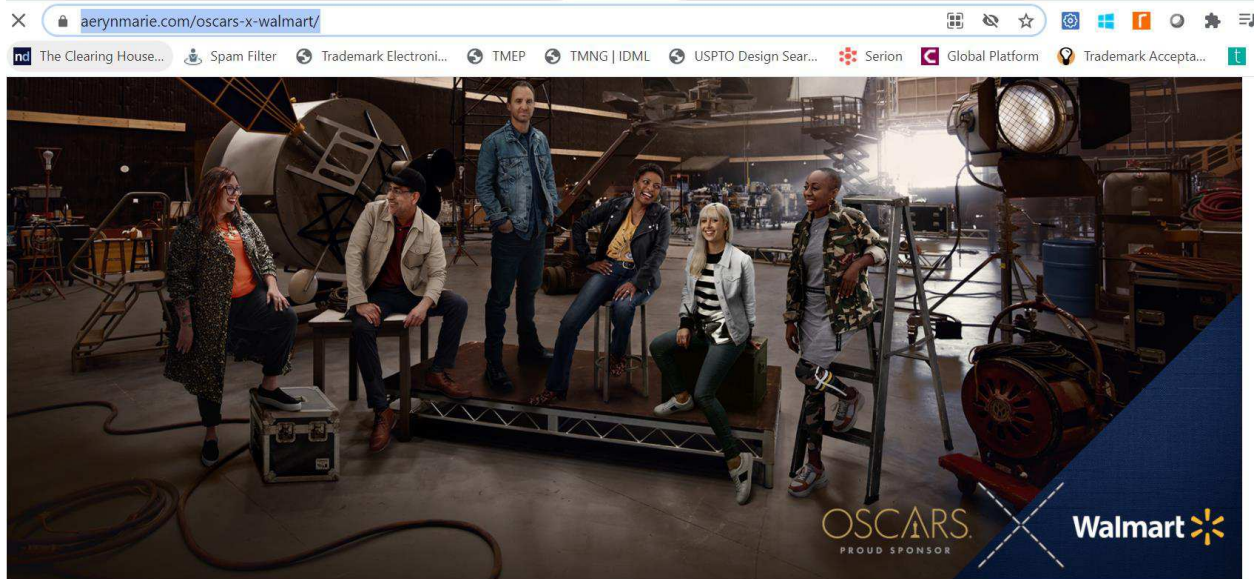 aerynmarie.com/oscars-x-walmart/
nd The Clearing House... Spam Filter Trademark Electroni... TMEP TMNG | IDML USPTO Design Sear... Serion Global Platform Trademark Accepta... t
OSCARS.
PROUD SPONSOR
Walmart